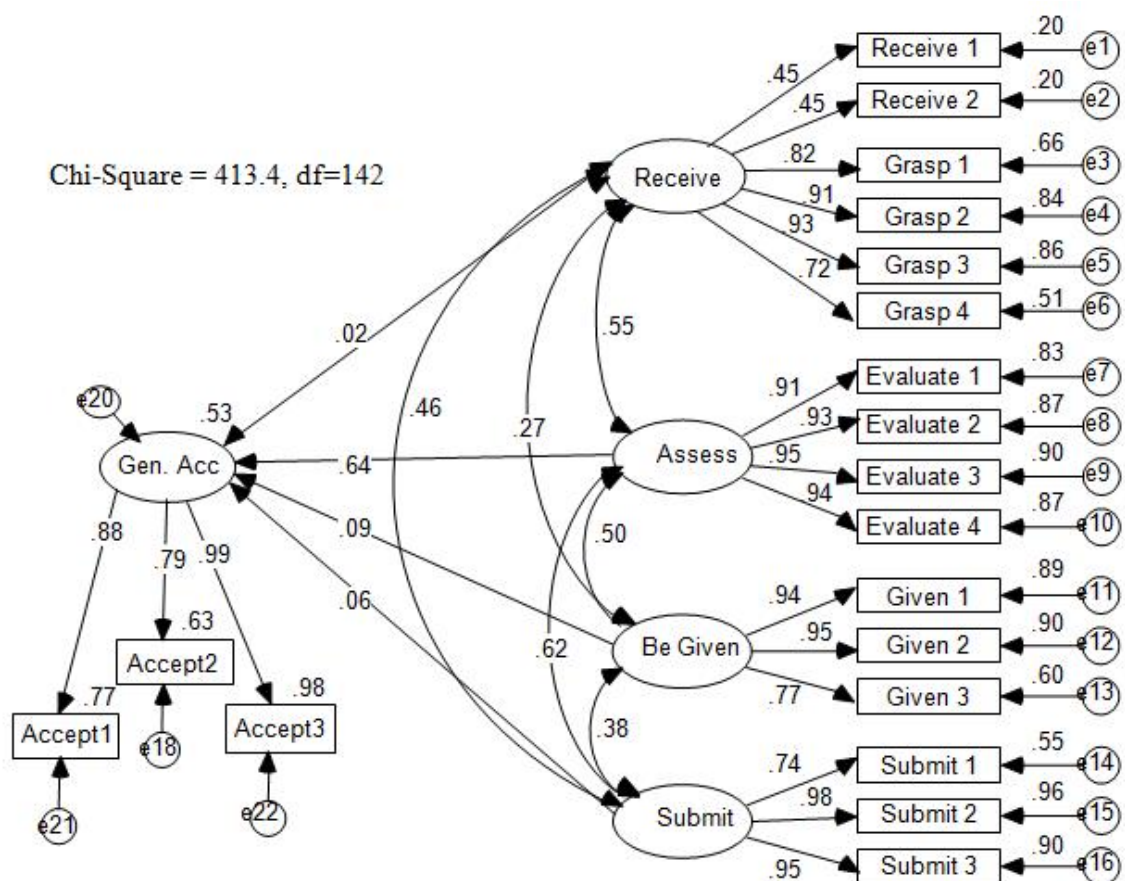 Chi-Square = 413.4, df=142
Receive
Assess
Be Given
Submit
Gen. Acc
.53
e20
.02
.64
.09
.06
.46
.27
.55
.50
.62
.38
.45
.45
.82
.91
.93
.72
Receive 1
.20
e1
Receive 2
.20
e2
Grasp 1
.66
e3
Grasp 2
.84
e4
Grasp 3
.86
e5
Grasp 4
.51
e6
.91
.93
.95
.94
Evaluate 1
.83
e7
Evaluate 2
.87
e8
Evaluate 3
.90
e9
Evaluate 4
.87
e10
.94
.95
.77
Given 1
.89
e11
Given 2
.90
e12
Given 3
.60
e13
.74
.98
.95
Submit 1
.55
e14
Submit 2
.96
e15
Submit 3
.90
e16
.88
.79
.99
.77
Accept1
e21
.63
Accept2
e18
.98
Accept3
e22